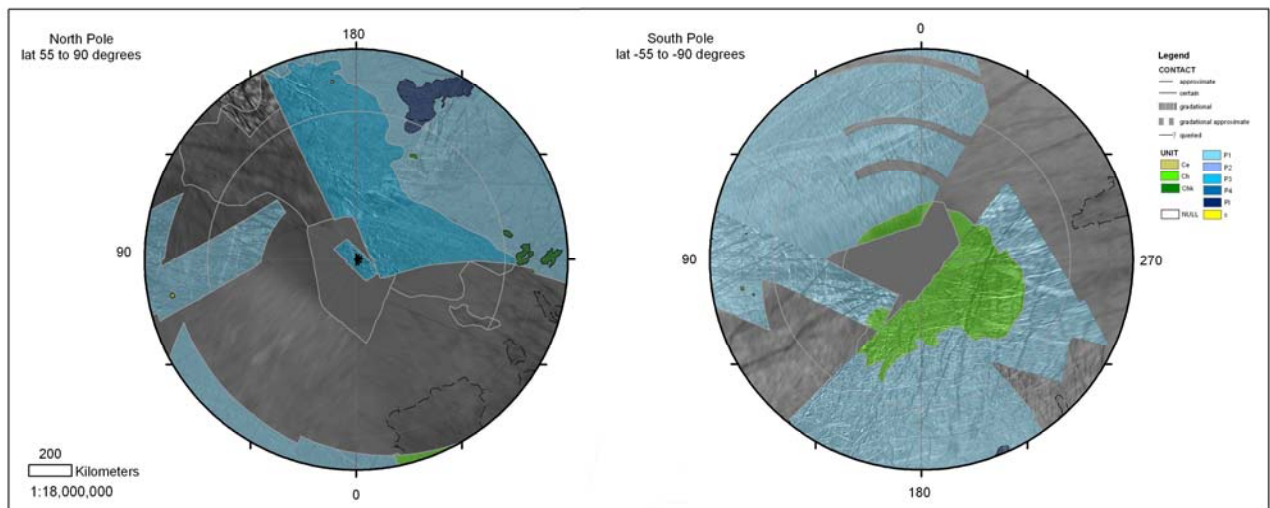 North Pole
lat 55 to 90 degrees
180
90
0
200
Kilometers
1:18,000,000
South Pole
lat -55 to -90 degrees
0
90
270
180
Legend
CONTACT
approximate
certain
gradational
gradational approximate
queried
UNIT
Ce
Ch
Chk
NULL
P1
P2
P3
P4
PI
c